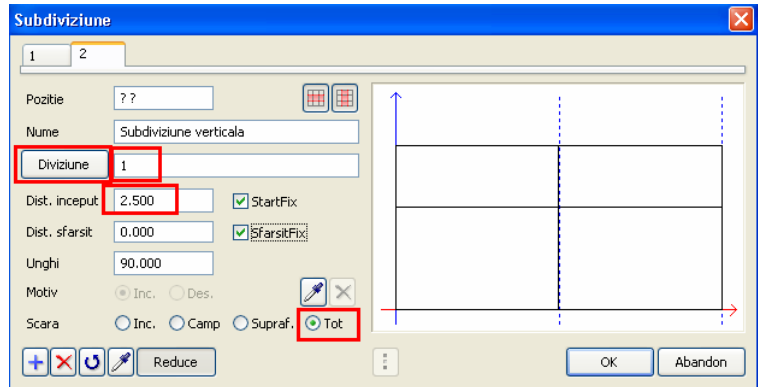 Subdiviziune
1 2
Pozitie ? ?
Nume Subdiviziune verticala
Diviziune 1
Dist. inceput 2.500 StartFix
Dist. sfarsit 0.000 SfarsitFix
Unghi 90.000
Motiv Inc. Des.
Scara Inc. Camp Supraf. Tot
Reduce OK Abandon